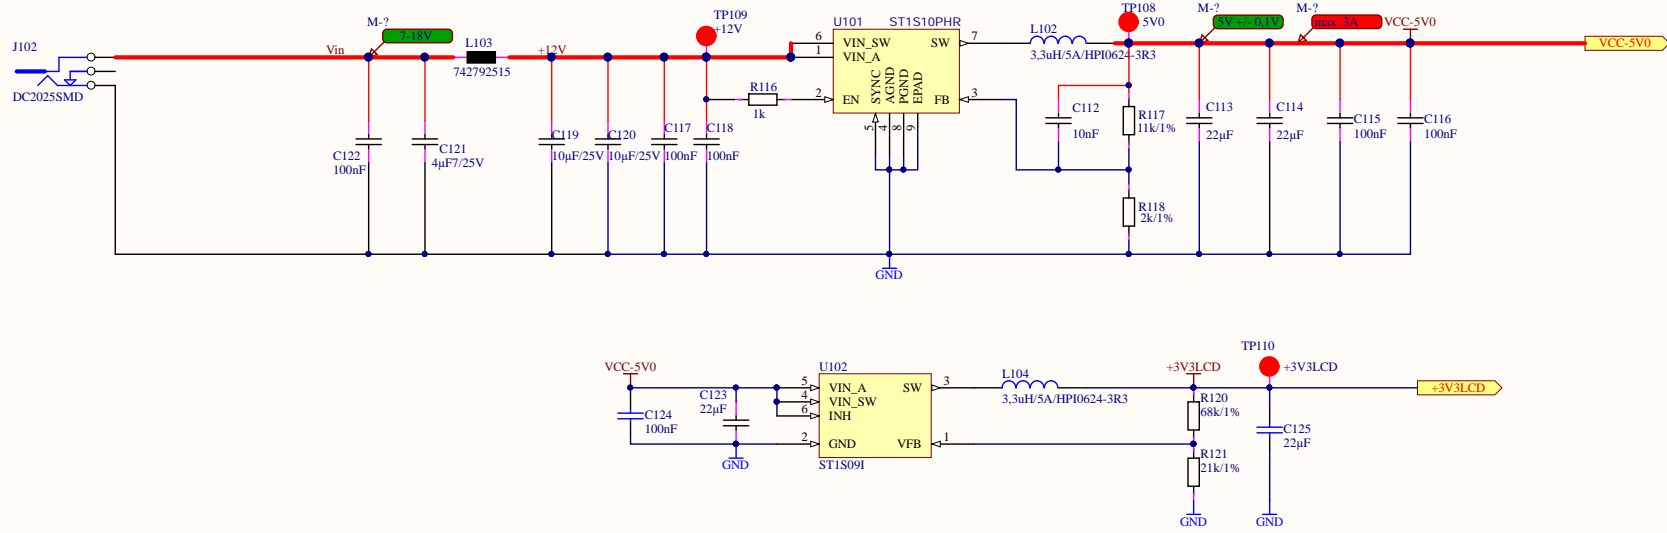 J102
DC2025SMD
Vin
M-?
7-18V
L103
742792515
+12V
TP109
+12V
C122
100nF
C121
4µF7/25V
C119
10µF/25V
C120
10µF/25V
C117
100nF
C118
100nF
R116
1k
U101
ST1S10PHR
6
VIN_SW
1
VIN_A
2
EN
SW
7
FB
3
SYNC
AGND
PGND
EPAD
5
4
8
9
GND
L102
3,3uH/5A/HPI0624-3R3
TP108
5V0
M-?
5V +/- 0,1V
M-?
max. 3A
VCC-5V0
VCC-5V0
C112
10nF
R117
11k/1%
R118
2k/1%
C113
22µF
C114
22µF
C115
100nF
C116
100nF
VCC-5V0
C124
100nF
C123
22µF
GND
U102
ST1S09I
5
VIN_A
4
VIN_SW
6
INH
2
GND
SW
3
VFB
1
L104
3,3uH/5A/HPI0624-3R3
+3V3LCD
TP110
+3V3LCD
+3V3LCD
R120
68k/1%
R121
21k/1%
C125
22µF
GND
GND